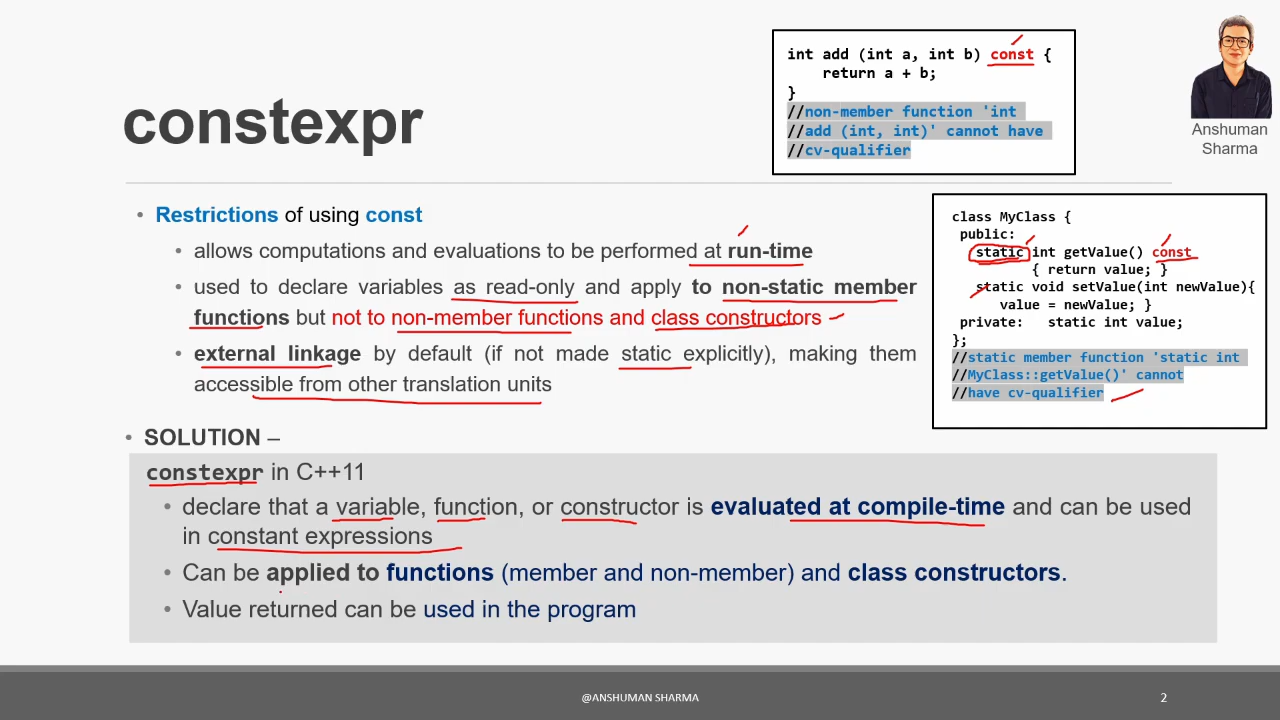 int add (int a, int b) const {
return a + b;
}
//non-member function 'int
//add (int, int)' cannot have
//cv-qualifier
Anshuman
Sharma
constexpr
• Restrictions of using const
• allows computations and evaluations to be performed at run-time
• used to declare variables as read-only and apply to non-static member
functions but not to non-member functions and class constructors
• external linkage by default (if not made static explicitly), making them
accessible from other translation units
class MyClass {
public:
static int getValue() const
{ return value; }
static void setValue(int newValue){
value = newValue; }
private: static int value;
};
//static member function 'static int
//MyClass::getValue()' cannot
//have cv-qualifier
• SOLUTION –
constexpr in C++11
• declare that a variable, function, or constructor is evaluated at compile-time and can be used
in constant expressions
• Can be applied to functions (member and non-member) and class constructors.
• Value returned can be used in the program
@ANSHUMAN SHARMA
2